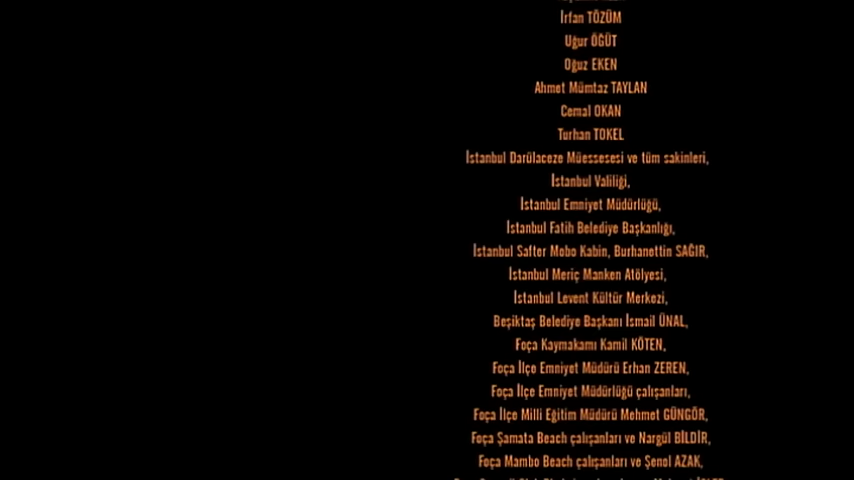 İrfan TÖZÜM
Uğur ÖĞÜT
Oğuz EKEN
Ahmet Mümtaz TAYLAN
Cemal OKAN
Turhan TOKEL
İstanbul Darülaceze Müessesesi ve tüm sakinleri,
İstanbul Valiliği,
İstanbul Emniyet Müdürlüğü,
İstanbul Fatih Belediye Başkanlığı,
İstanbul Safter Mobo Kabin, Burhanettin SAĞIR,
İstanbul Meriç Manken Atölyesi,
İstanbul Levent Kültür Merkezi,
Beşiktaş Belediye Başkanı İsmail ÜNAL,
Foça Kaymakamı Kamil KÖTEN,
Foça İlçe Emniyet Müdürü Erhan ZEREN,
Foça İlçe Emniyet Müdürlüğü çalışanları,
Foça İlçe Milli Eğitim Müdürü Mehmet GÜNGÖR,
Foça Şamata Beach çalışanları ve Nargül BİLDİR,
Foça Mambo Beach çalışanları ve Şenol AZAK,